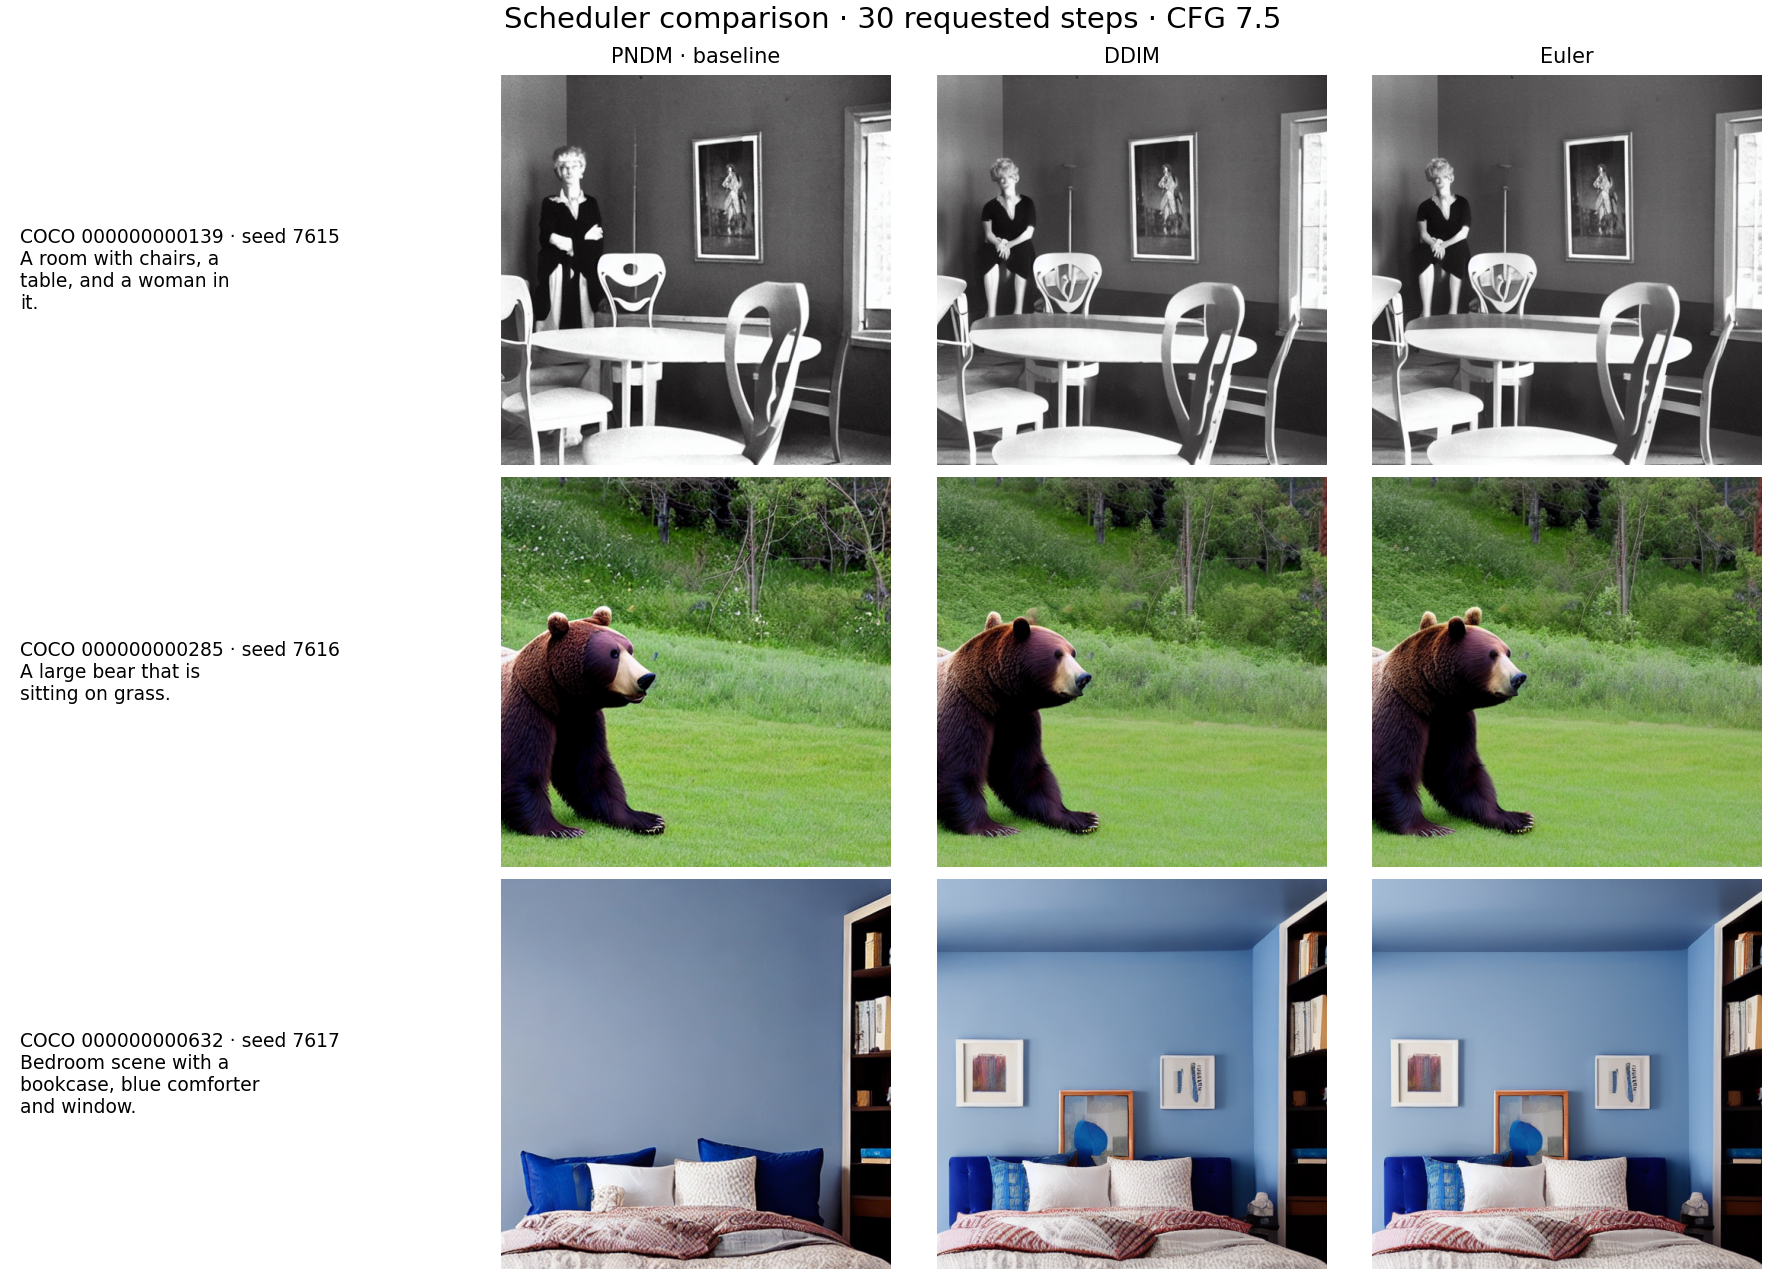 Scheduler comparison · 30 requested steps · CFG 7.5
PNDM · baseline
DDIM
Euler
COCO 000000000139 · seed 7615
A room with chairs, a
table, and a woman in
it.
COCO 000000000285 · seed 7616
A large bear that is
sitting on grass.
COCO 000000000632 · seed 7617
Bedroom scene with a
bookcase, blue comforter
and window.